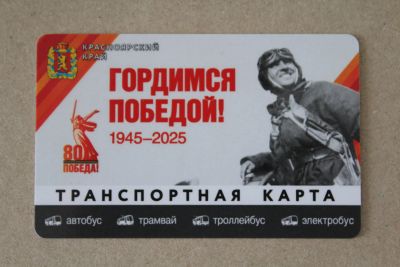 КРАСНОЯРСКИЙ
КРАЙ
ГОРДИМСЯ
ПОБЕДОЙ!
1945–2025
80
ПОБЕДА!
ТРАНСПОРТНАЯ КАРТА
автобус трамвай троллейбус электробус